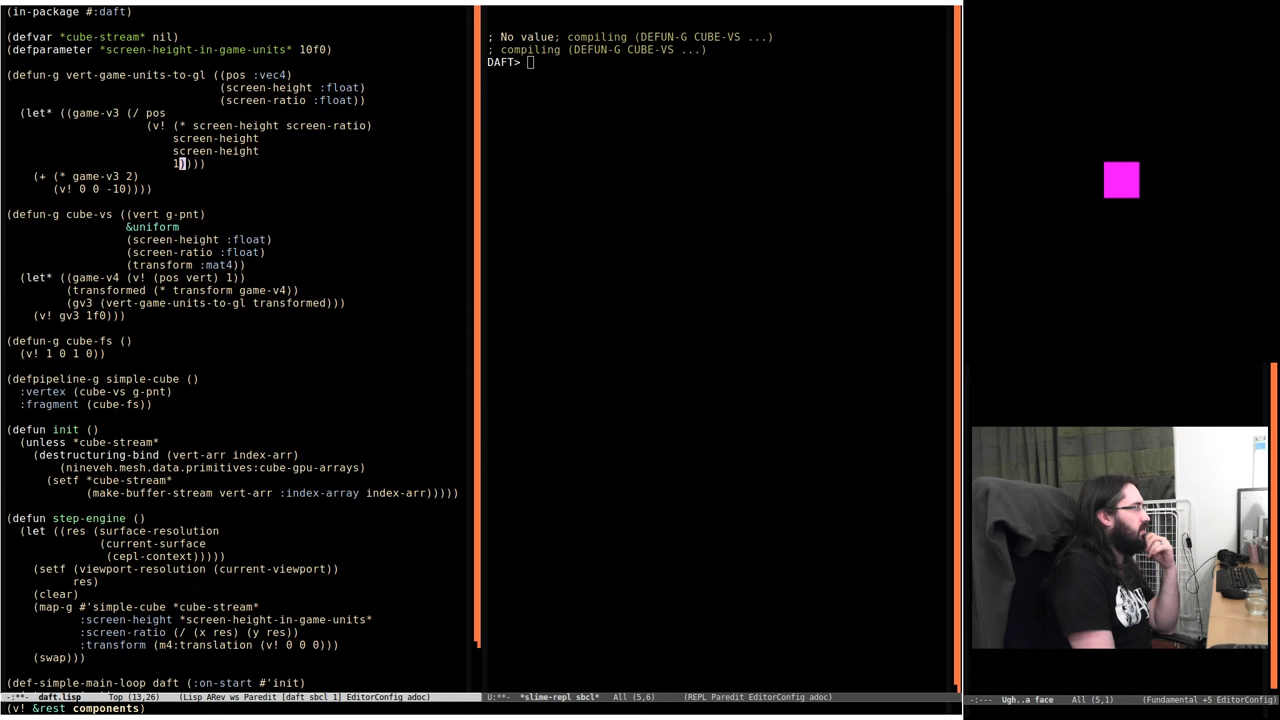 (in-package #:daft)
(defvar *cube-stream* nil)
(defparameter *screen-height-in-game-units* 10f0)
(defun-g vert-game-units-to-gl ((pos :vec4)
(screen-height :float)
(screen-ratio :float))
(let* ((game-v3 (/ pos
(v! (* screen-height screen-ratio)
screen-height
screen-height
1))))
(+ (* game-v3 2)
(v! 0 0 -10))))
(defun-g cube-vs ((vert g-pnt)
&uniform
(screen-height :float)
(screen-ratio :float)
(transform :mat4))
(let* ((game-v4 (v! (pos vert) 1))
(transformed (* transform game-v4))
(gv3 (vert-game-units-to-gl transformed)))
(v! gv3 1f0)))
(defun-g cube-fs ()
(v! 1 0 1 0))
(defpipeline-g simple-cube ()
:vertex (cube-vs g-pnt)
:fragment (cube-fs))
(defun init ()
(unless *cube-stream*
(destructuring-bind (vert-arr index-arr)
(nineveh.mesh.data.primitives:cube-gpu-arrays)
(setf *cube-stream*
(make-buffer-stream vert-arr :index-array index-arr)))))
(defun step-engine ()
(let ((res (surface-resolution
(current-surface
(cepl-context)))))
(setf (viewport-resolution (current-viewport))
res)
(clear)
(map-g #'simple-cube *cube-stream*
:screen-height *screen-height-in-game-units*
:screen-ratio (/ (x res) (y res))
:transform (m4:translation (v! 0 0 0)))
(swap)))
(def-simple-main-loop daft (:on-start #'init)
-:**-  daft.lisp      Top (13,26)    (Lisp ARev ws Paredit [daft sbcl 1] EditorConfig adoc)
(v! &rest components)
; No value; compiling (DEFUN-G CUBE-VS ...)
; compiling (DEFUN-G CUBE-VS ...)
DAFT>
U:**-  *slime-repl sbcl*   All (5,6)     (REPL Paredit EditorConfig adoc)
-:---  Ugh..a face    All (5,1)     (Fundamental +5 EditorConfig